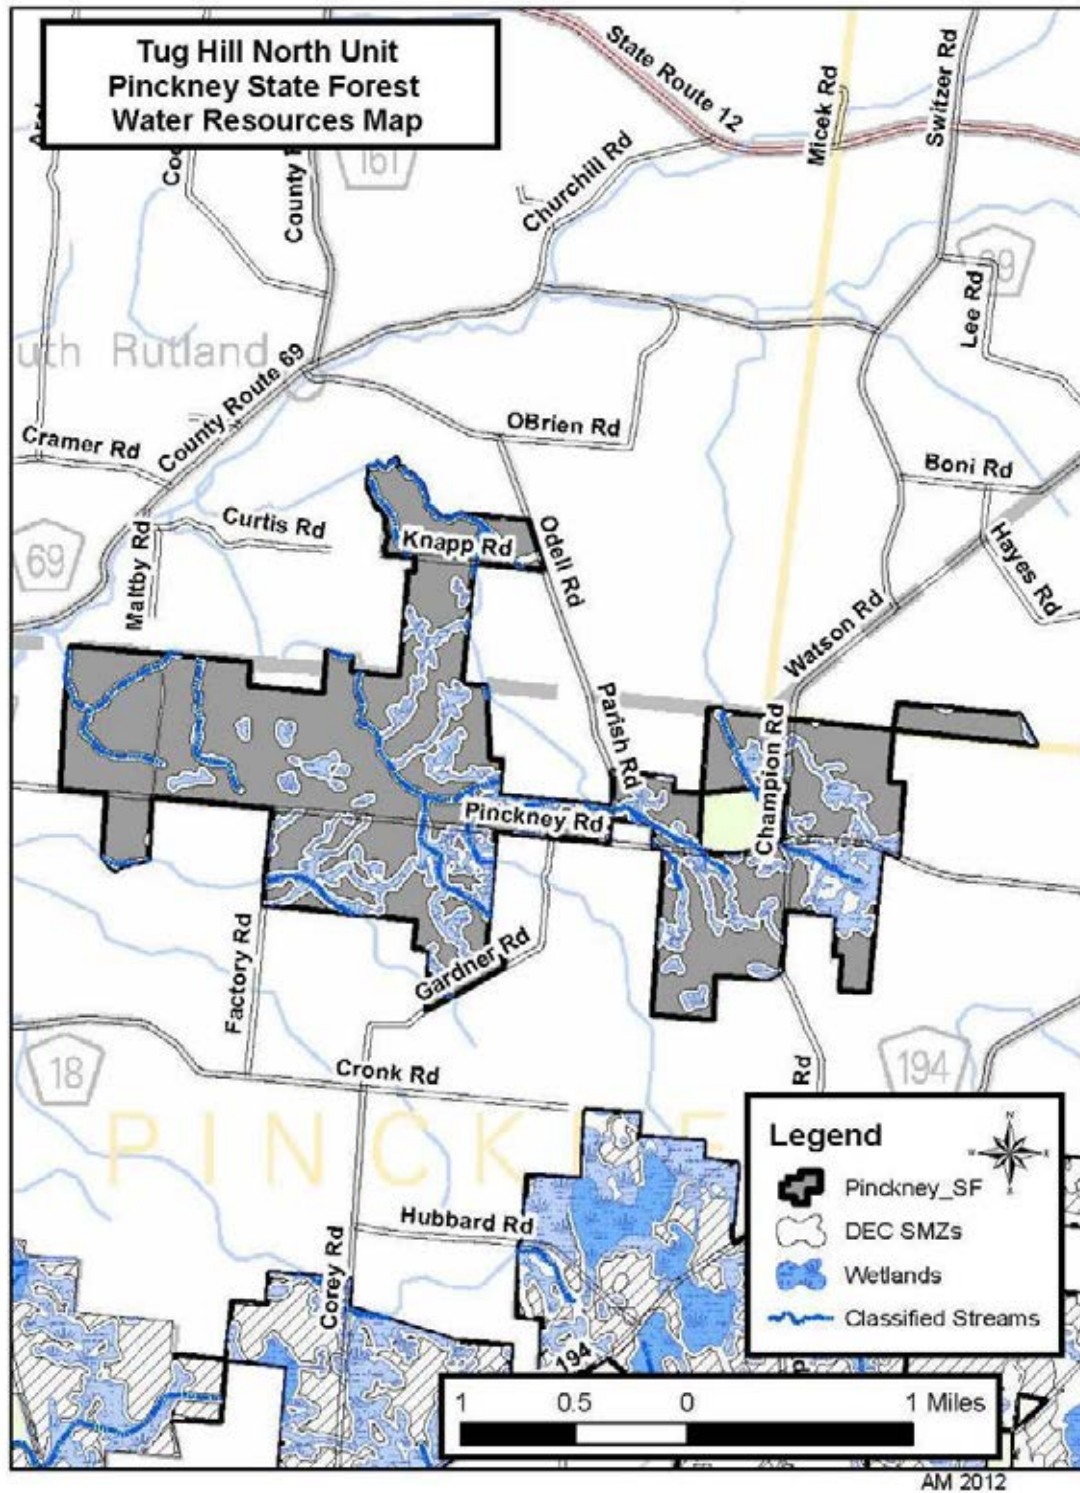 Tug Hill North Unit
Pinckney State Forest
Water Resources Map
State Route 12
Micek Rd
Switzer Rd
161
County
Churchill Rd
Lee Rd
uth Rutland
County Route 69
OBrien Rd
Cramer Rd
Boni Rd
Curtis Rd
Knapp Rd
Odell Rd
69
Maltby Rd
Hayes Rd
Watson Rd
Parish Rd
Champion Rd
Pinckney Rd
Factory Rd
Gardner Rd
18
Cronk Rd
Rd
194
PINCK E
Hubbard Rd
Corey Rd
194
Legend
N
W E
S
Pinckney_SF
DEC SMZs
Wetlands
Classified Streams
1 0.5 0 1 Miles
AM 2012